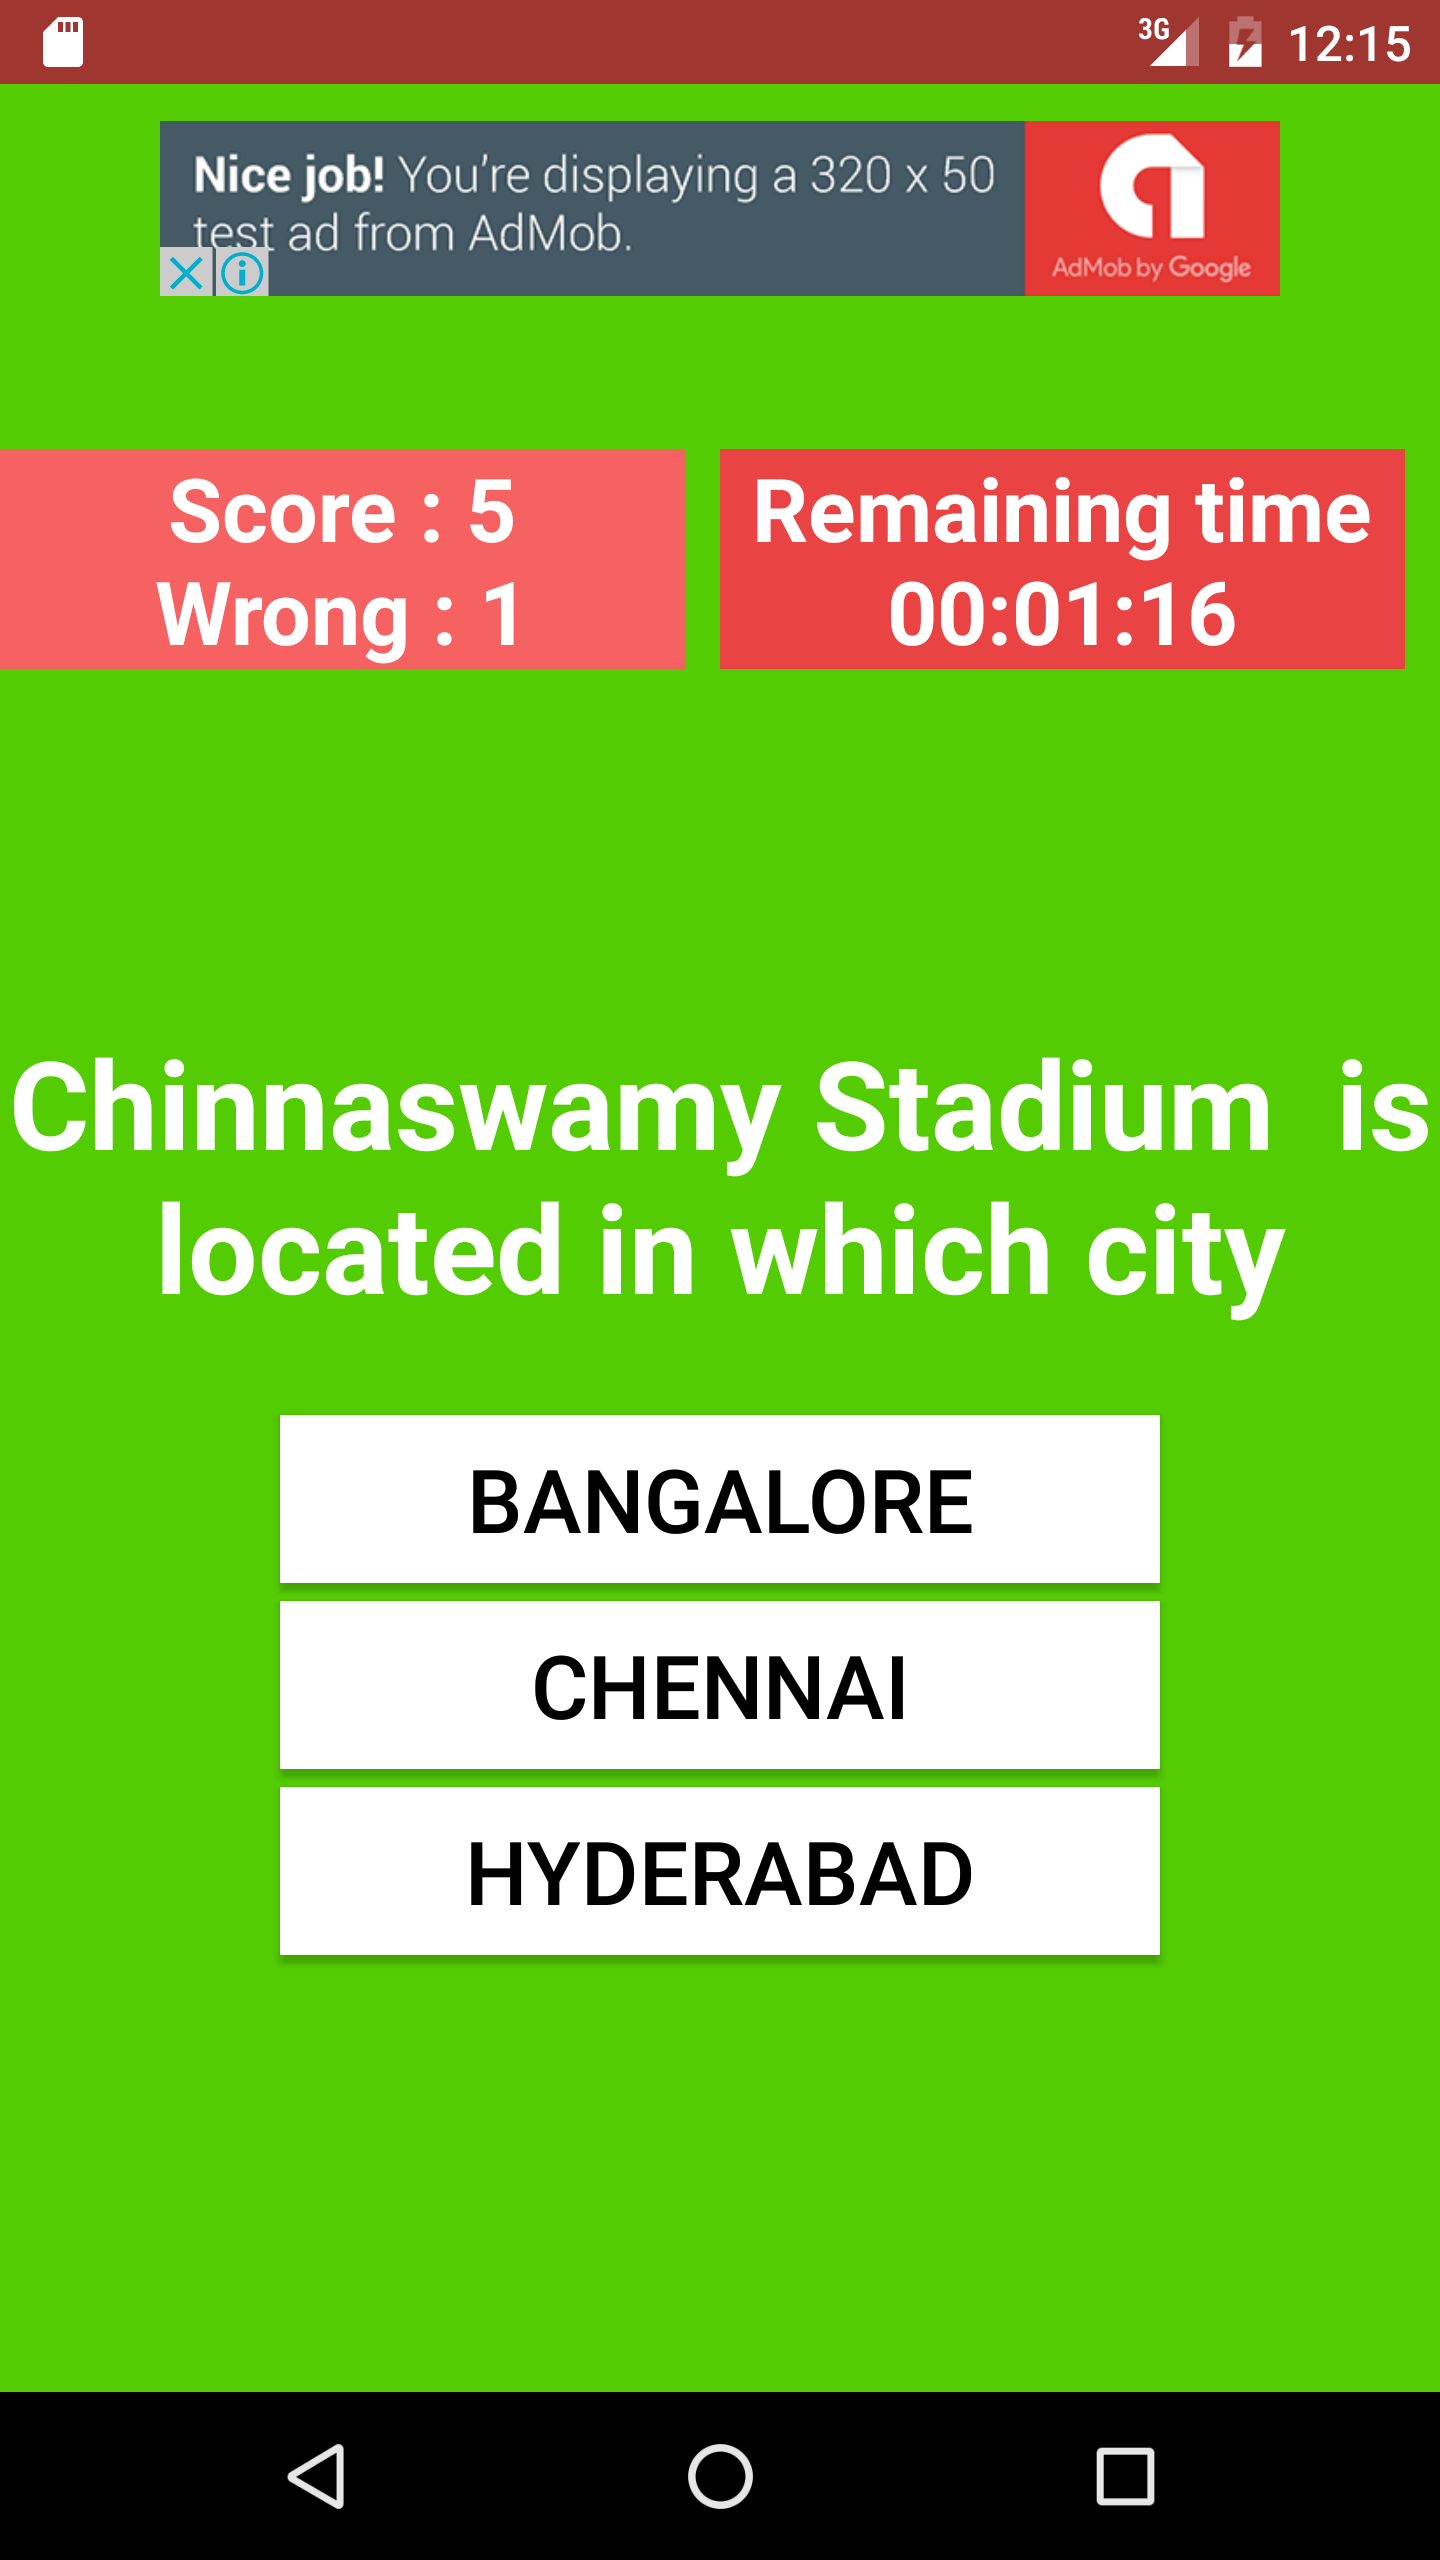 3G 12:15
Nice job! You're displaying a 320 x 50
test ad from AdMob.
AdMob by Google
Score : 5
Wrong : 1
Remaining time
00:01:16
Chinnaswamy Stadium  is
located in which city
BANGALORE
CHENNAI
HYDERABAD